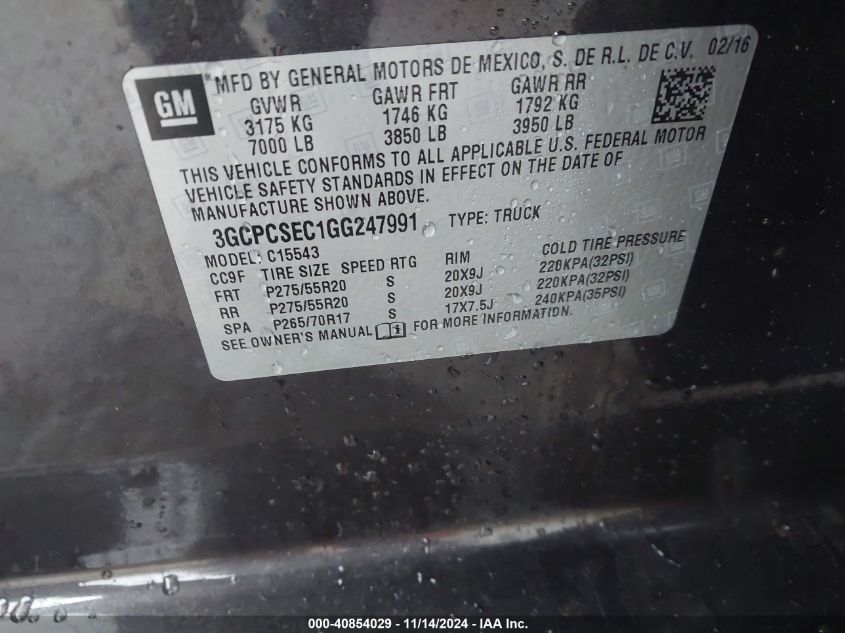 *MFD BY GENERAL MOTORS DE MEXICO, S. DE R.L. DE C.V. 02/16
GM
GVWR GAWR FRT GAWR RR
3175 KG 1746 KG 1792 KG
7000 LB 3850 LB 3950 LB
THIS VEHICLE CONFORMS TO ALL APPLICABLE U.S. FEDERAL MOTOR
VEHICLE SAFETY STANDARDS IN EFFECT ON THE DATE OF
MANUFACTURE SHOWN ABOVE.
3GCPCSEC1GG247991 TYPE: TRUCK
MODEL: C15543
CC9F TIRE SIZE SPEED RTG RIM COLD TIRE PRESSURE
FRT P275/55R20 S 20X9J 220KPA(32PSI)
RR P275/55R20 S 20X9J 220KPA(32PSI)
SPA P265/70R17 S 17X7.5J 240KPA(35PSI)
SEE OWNER'S MANUAL FOR MORE INFORMATION.
000-40854029 - 11/14/2024 - IAA Inc.